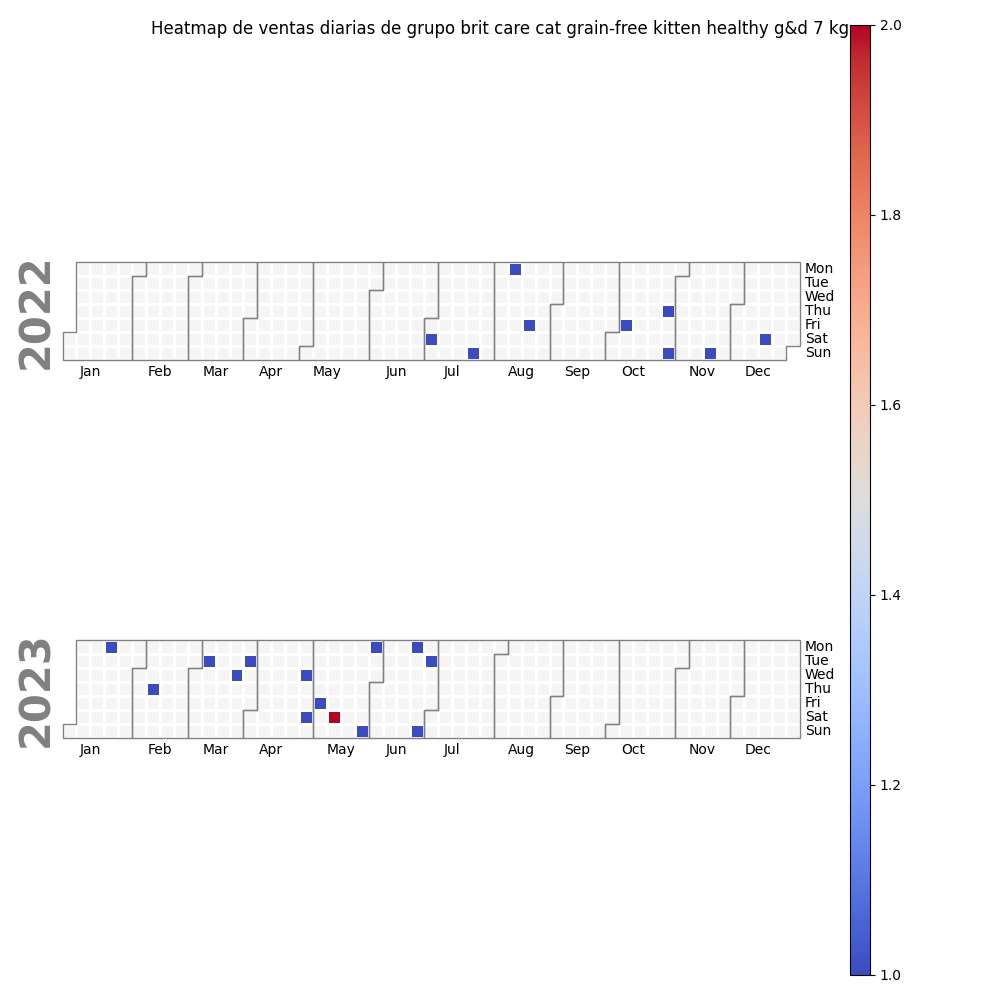 Heatmap de ventas diarias de grupo brit care cat grain-free kitten healthy g&d 7 kg
2022
Mon
Tue
Wed
Thu
Fri
Sat
Sun
Jan Feb Mar Apr May Jun Jul Aug Sep Oct Nov Dec
2023
Mon
Tue
Wed
Thu
Fri
Sat
Sun
Jan Feb Mar Apr May Jun Jul Aug Sep Oct Nov Dec
2.0
1.8
1.6
1.4
1.2
1.0